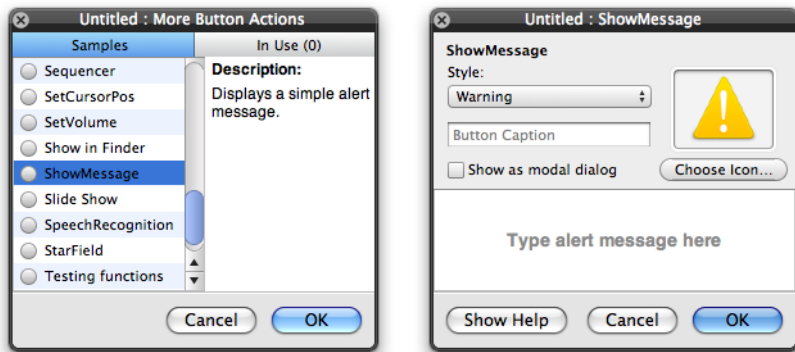 Untitled : More Button Actions
Samples
In Use (0)
Sequencer
SetCursorPos
SetVolume
Show in Finder
ShowMessage
Slide Show
SpeechRecognition
StarField
Testing functions
Description:
Displays a simple alert
message.
Cancel
OK
Untitled : ShowMessage
ShowMessage
Style:
Warning
Button Caption
Show as modal dialog
Choose Icon...
Type alert message here
Show Help
Cancel
OK